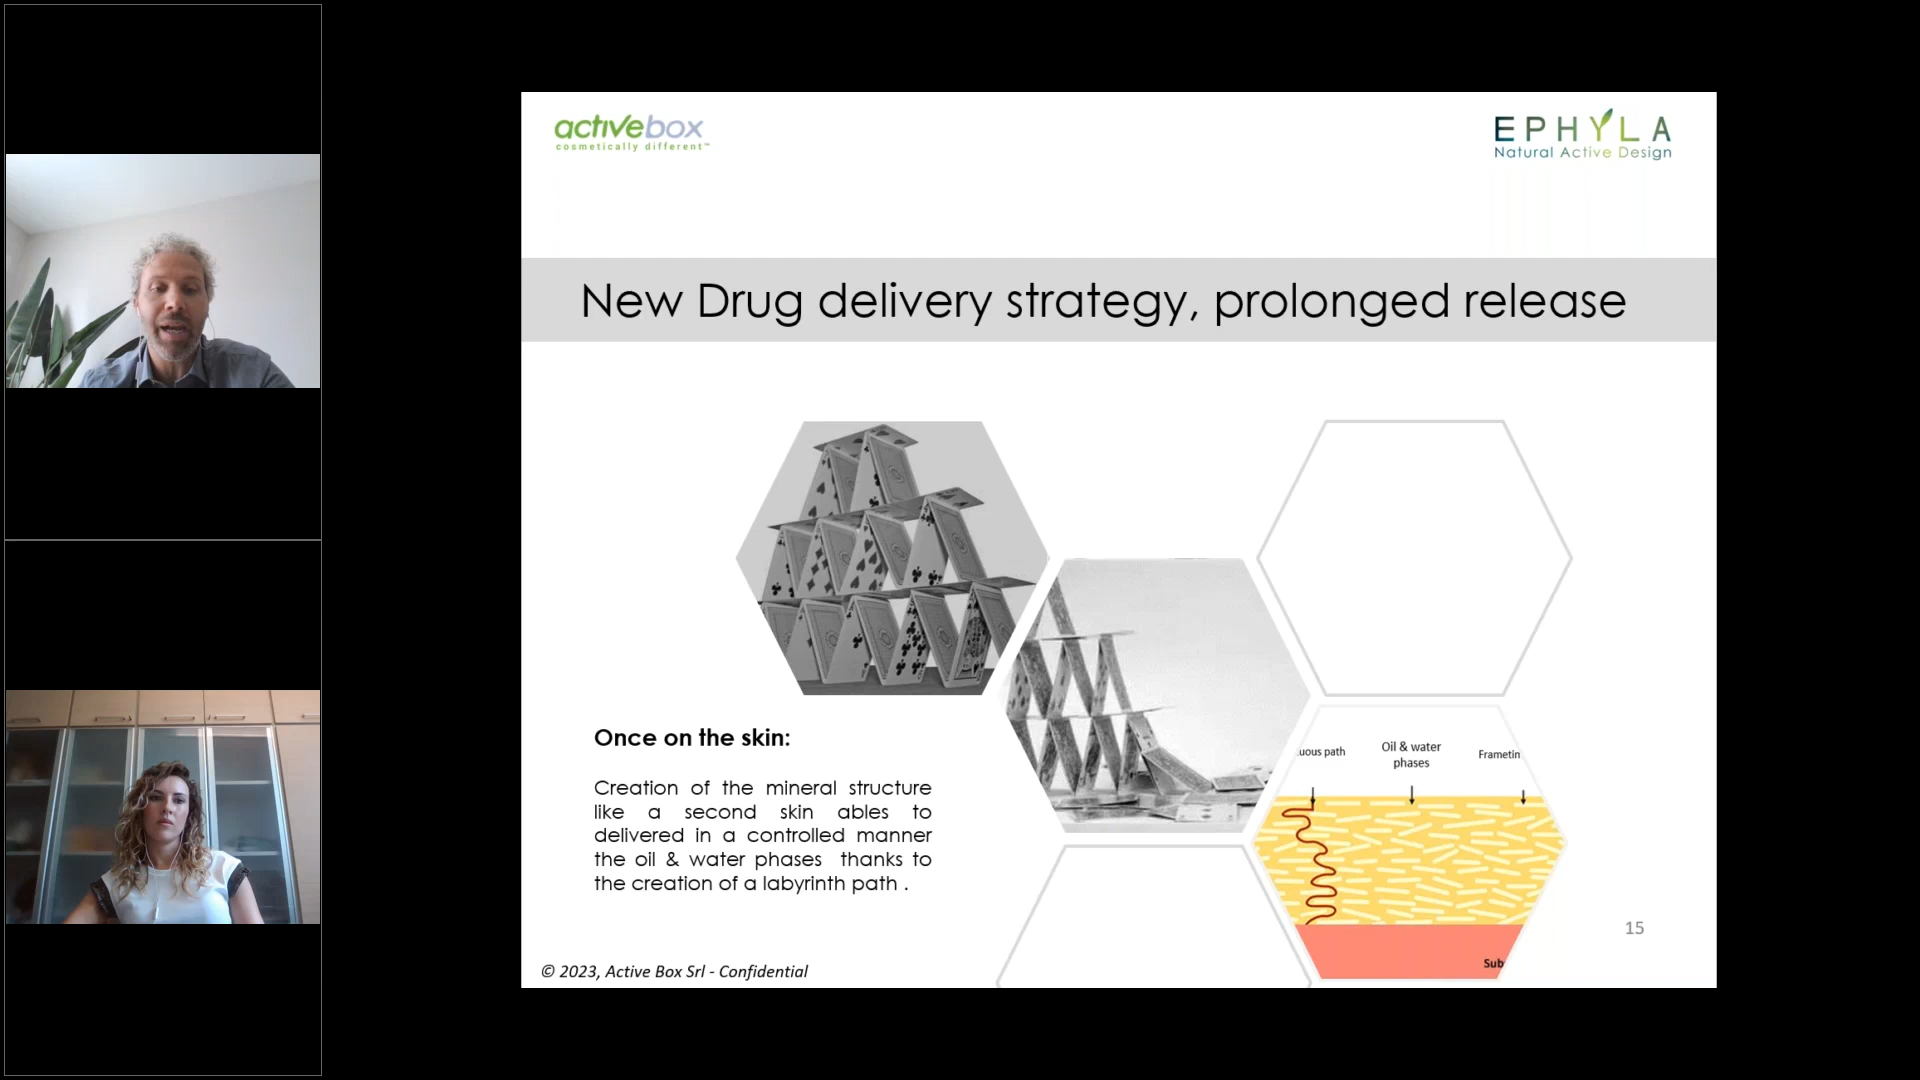 activebox
cosmetically different™
EPHYLA
Natural Active Design
New Drug delivery strategy, prolonged release
Once on the skin:
Creation of the mineral structure
like a second skin ables to
delivered in a controlled manner
the oil & water phases thanks to
the creation of a labyrinth path .
uous path
Oil & water
phases
Frametin
Sub
15
© 2023, Active Box Srl - Confidential